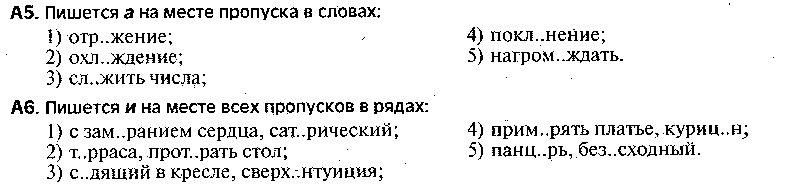 А5. Пишется а на месте пропуска в словах:
1) отр..жение;
2) охл..ждение;
3) сл..жить числа;
4) покл..нение;
5) нагром..ждать.
А6. Пишется и на месте всех пропусков в рядах:
1) с зам..ранием сердца, сат..рический;
2) т..рраса, прот..рать стол;
3) с..дящий в кресле, сверх..нтуиция;
4) прим..рять платье, куриц..н;
5) панц..рь, без..сходный.